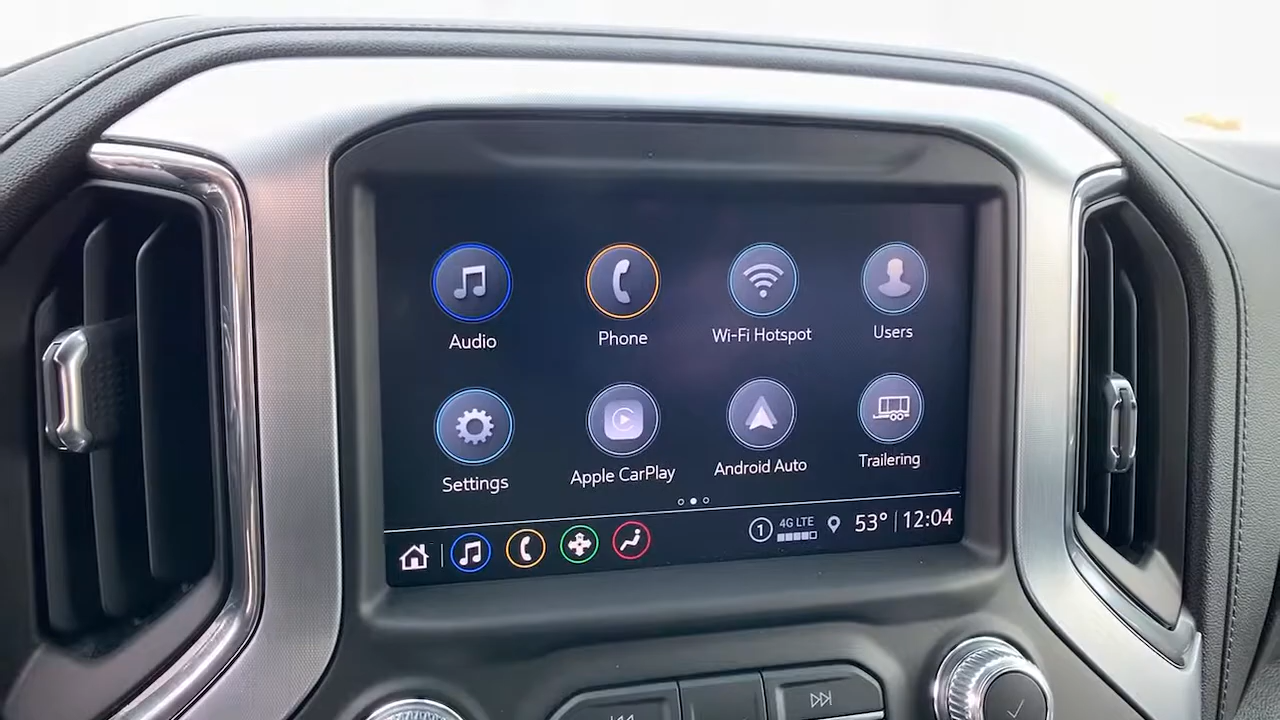 Audio
Phone
Wi-Fi Hotspot
Users
Settings
Apple CarPlay
Android Auto
Trailering
1
4G LTE
53°
12:04